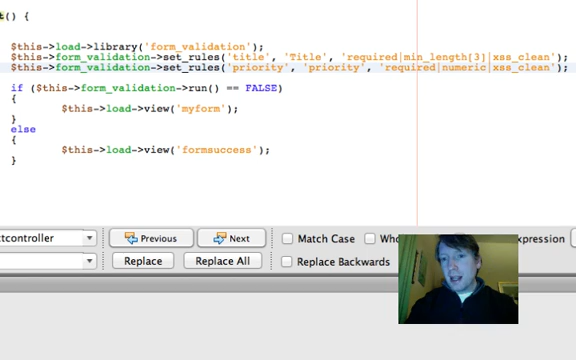 t() {
$this->load->library('form_validation');
$this->form_validation->set_rules('title', 'Title', 'required|min_length[3]|xss_clean');
$this->form_validation->set_rules('priority', 'priority', 'required|numeric|xss_clean');
if ($this->form_validation->run() == FALSE)
{
$this->load->view('myform');
}
else
{
$this->load->view('formsuccess');
}
tcontroller Previous Next Match Case Who expression
Replace Replace All Replace Backwards